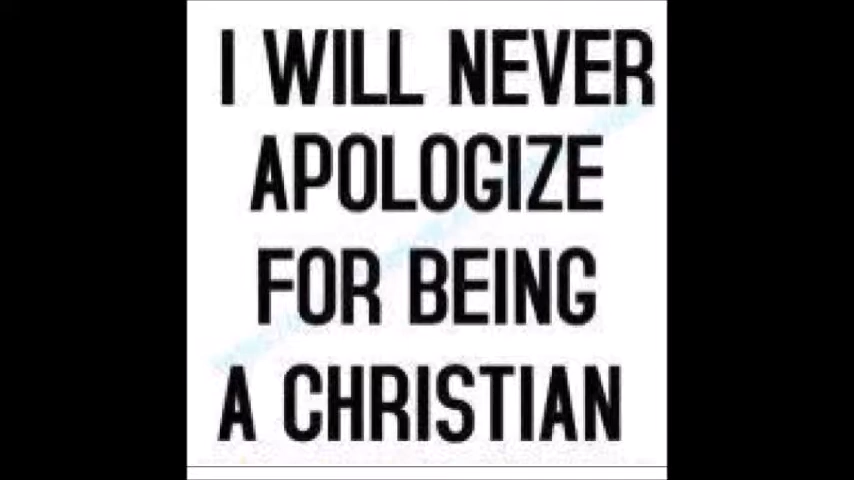 I WILL NEVER
APOLOGIZE
FOR BEING
A CHRISTIAN